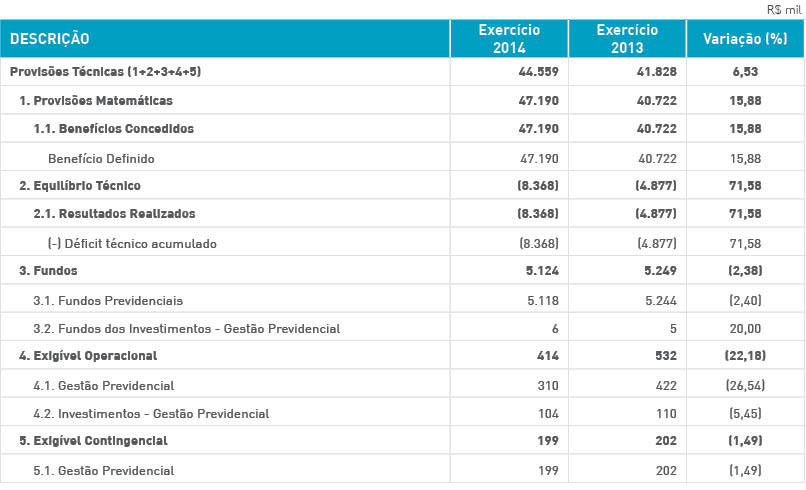 R$ mil
DESCRIÇÃO Exercício 2014 Exercício 2013 Variação (%)
Provisões Técnicas (1+2+3+4+5) 44.559 41.828 6,53
1. Provisões Matemáticas 47.190 40.722 15,88
1.1. Benefícios Concedidos 47.190 40.722 15,88
Benefício Definido 47.190 40.722 15,88
2. Equilíbrio Técnico (8.368) (4.877) 71,58
2.1. Resultados Realizados (8.368) (4.877) 71,58
(-) Déficit técnico acumulado (8.368) (4.877) 71,58
3. Fundos 5.124 5.249 (2,38)
3.1. Fundos Previdenciais 5.118 5.244 (2,40)
3.2. Fundos dos Investimentos - Gestão Previdencial 6 5 20,00
4. Exigível Operacional 414 532 (22,18)
4.1. Gestão Previdencial 310 422 (26,54)
4.2. Investimentos - Gestão Previdencial 104 110 (5,45)
5. Exigível Contingencial 199 202 (1,49)
5.1. Gestão Previdencial 199 202 (1,49)